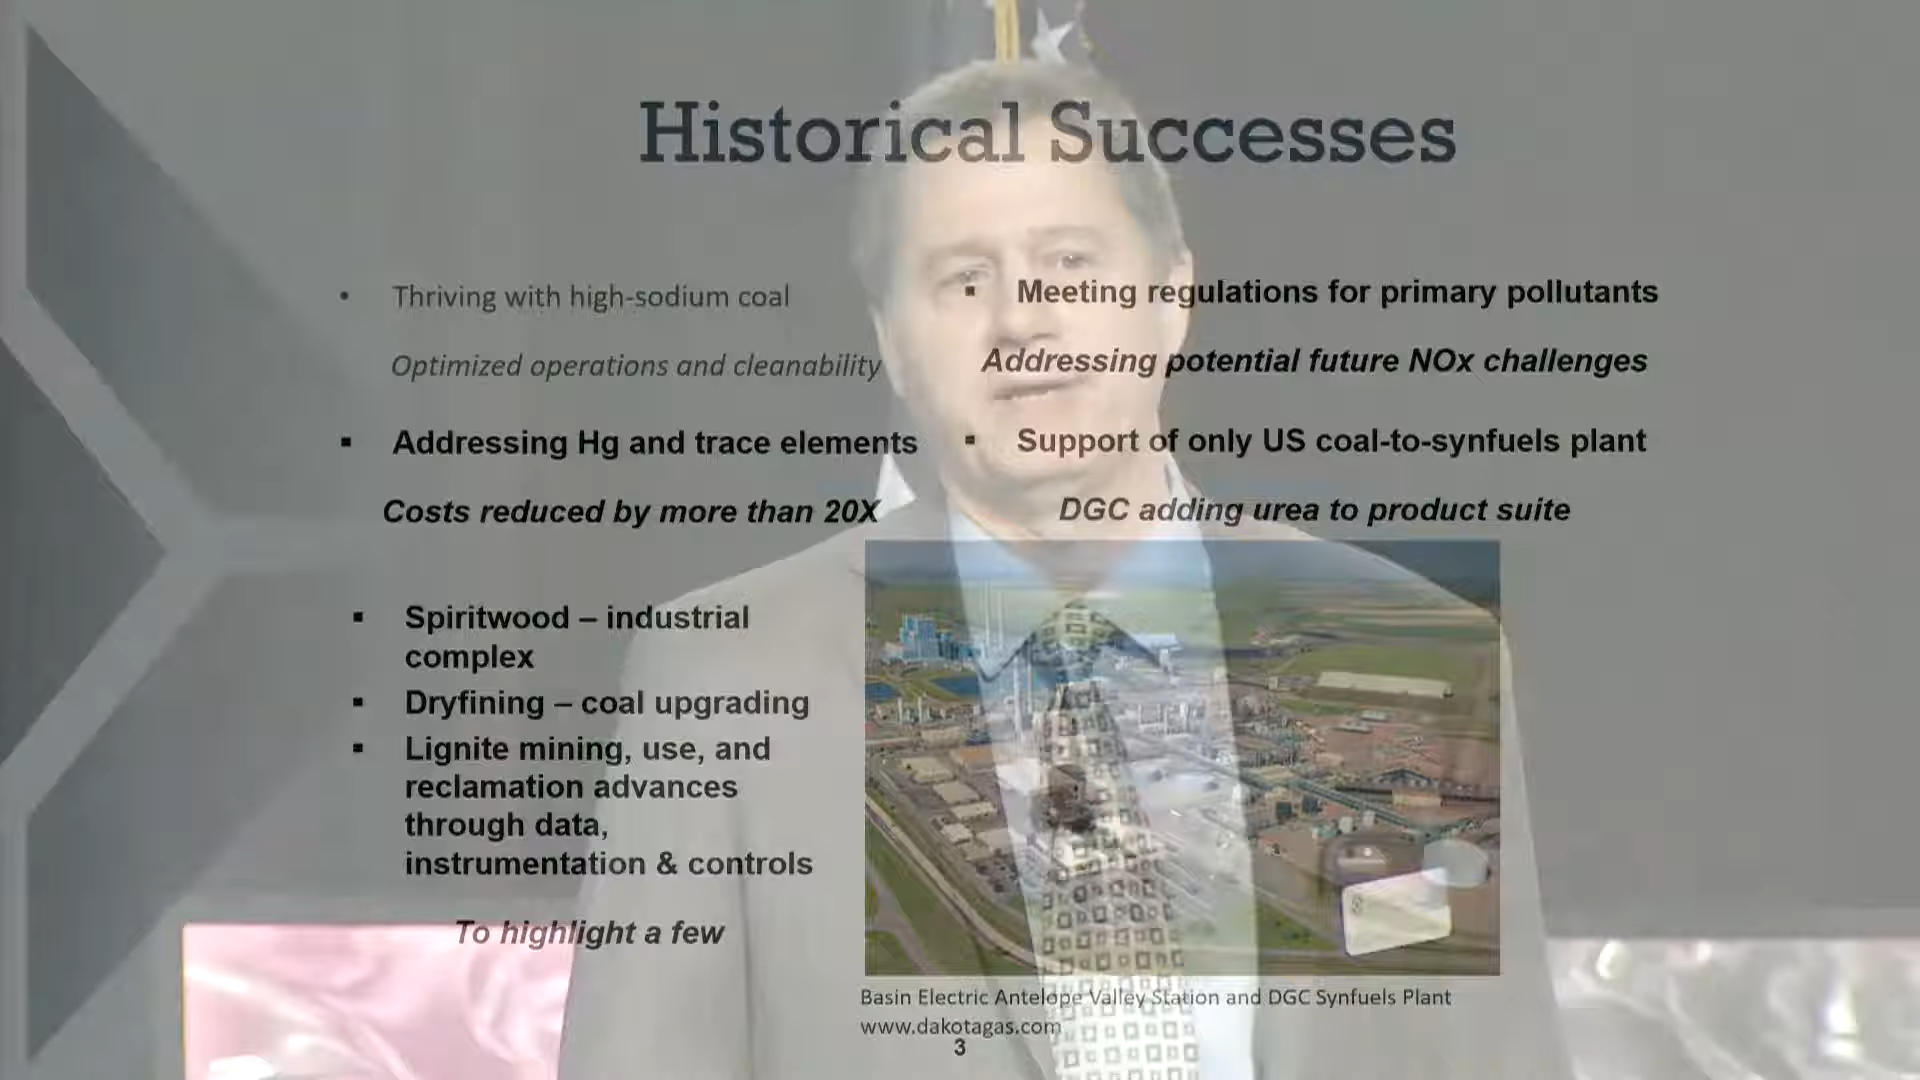 Historical Successes
• Thriving with high-sodium coal
Optimized operations and cleanability
▪ Addressing Hg and trace elements
Costs reduced by more than 20X
▪ Spiritwood – industrial
complex
▪ Dryfining – coal upgrading
▪ Lignite mining, use, and
reclamation advances
through data,
instrumentation & controls
To highlight a few
▪ Meeting regulations for primary pollutants
Addressing potential future NOx challenges
▪ Support of only US coal-to-synfuels plant
DGC adding urea to product suite
Basin Electric Antelope Valley Station and DGC Synfuels Plant
www.dakotagas.com
3